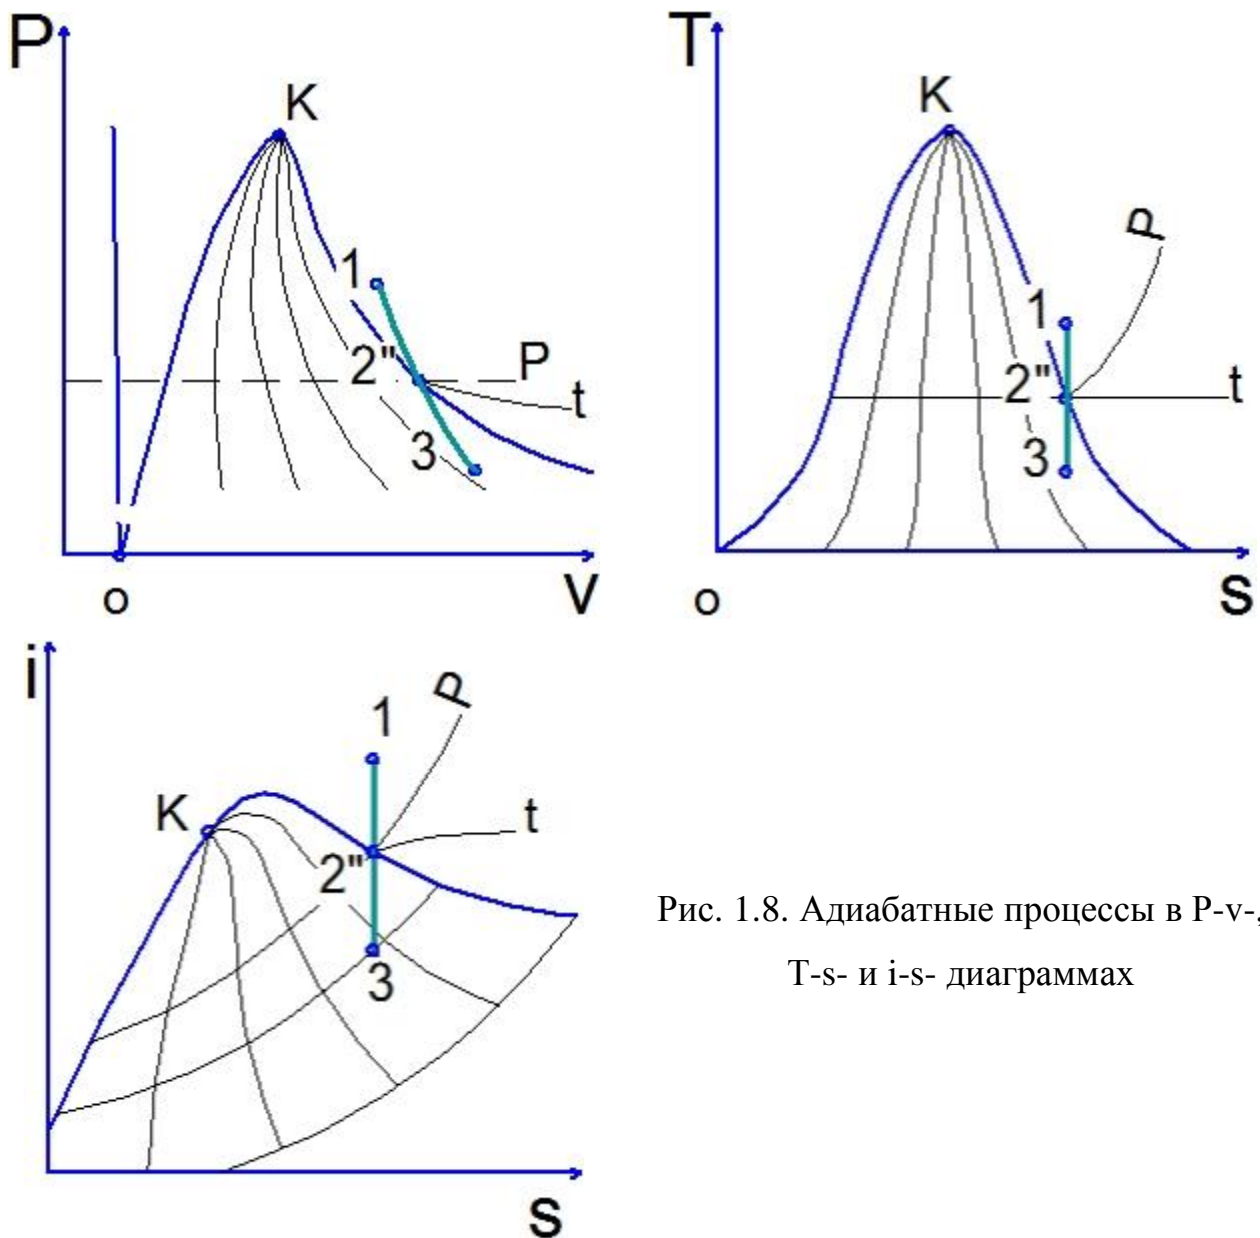 P
K
1
2"
P
t
3
o
v
T
K
P
1
2"
t
3
o
s
i
P
1
K
t
2"
3
s
Рис. 1.8. Адиабатные процессы в P-v-,
T-s- и i-s- диаграммах